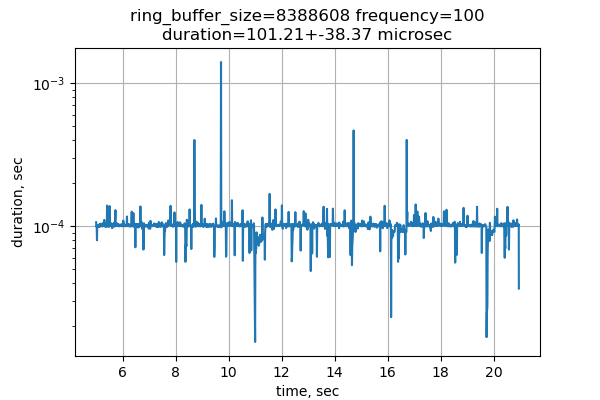 ring_buffer_size=8388608 frequency=100
duration=101.21+-38.37 microsec
10⁻³
10⁻⁴
duration, sec
6 8 10 12 14 16 18 20
time, sec